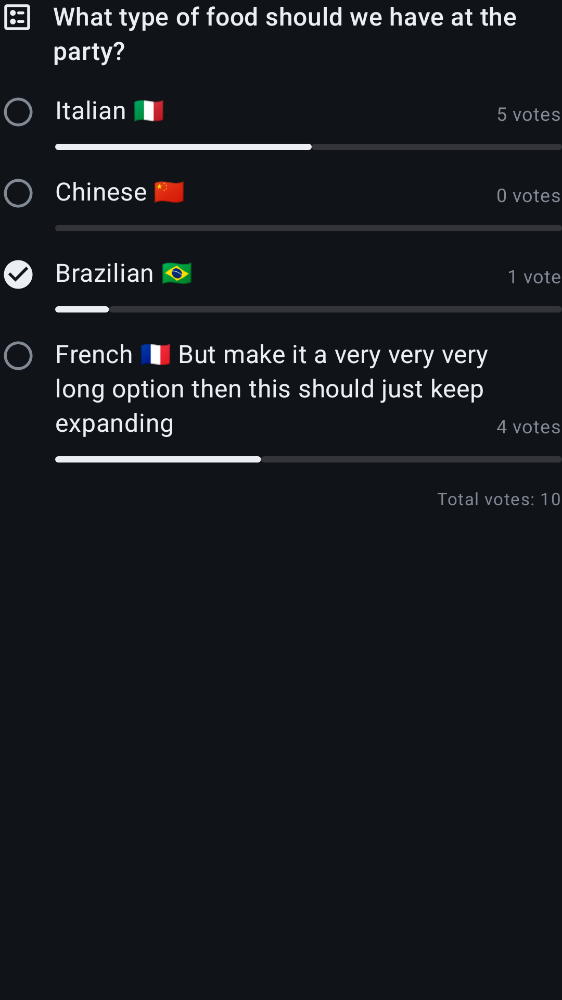 What type of food should we have at the
party?
Italian 🇮🇹
5 votes
Chinese 🇨🇳
0 votes
Brazilian 🇧🇷
1 vote
French 🇫🇷 But make it a very very very
long option then this should just keep
expanding
4 votes
Total votes: 10